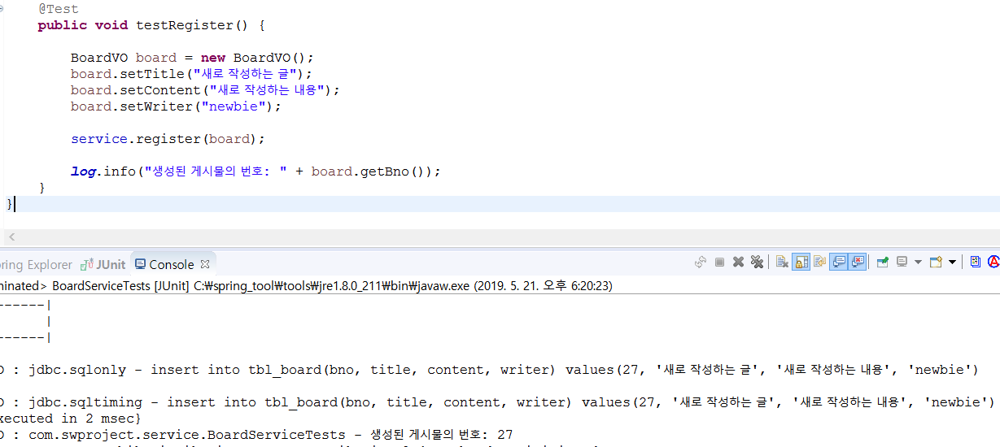 @Test
public void testRegister() {
BoardVO board = new BoardVO();
board.setTitle("새로 작성하는 글");
board.setContent("새로 작성하는 내용");
board.setWriter("newbie");
service.register(board);
log.info("생성된 게시물의 번호: " + board.getBno());
}
}
ring Explorer JUnit Console
minated> BoardServiceTests [JUnit] C:₩spring_tool₩tools₩jre1.8.0_211₩bin₩javaw.exe (2019. 5. 21. 오후 6:20:23)
------|
|
------|
O : jdbc.sqlonly - insert into tbl_board(bno, title, content, writer) values(27, '새로 작성하는 글', '새로 작성하는 내용', 'newbie')
O : jdbc.sqltiming - insert into tbl_board(bno, title, content, writer) values(27, '새로 작성하는 글', '새로 작성하는 내용', 'newbie')
xecuted in 2 msec}
O : com.swproject.service.BoardServiceTests - 생성된 게시물의 번호: 27